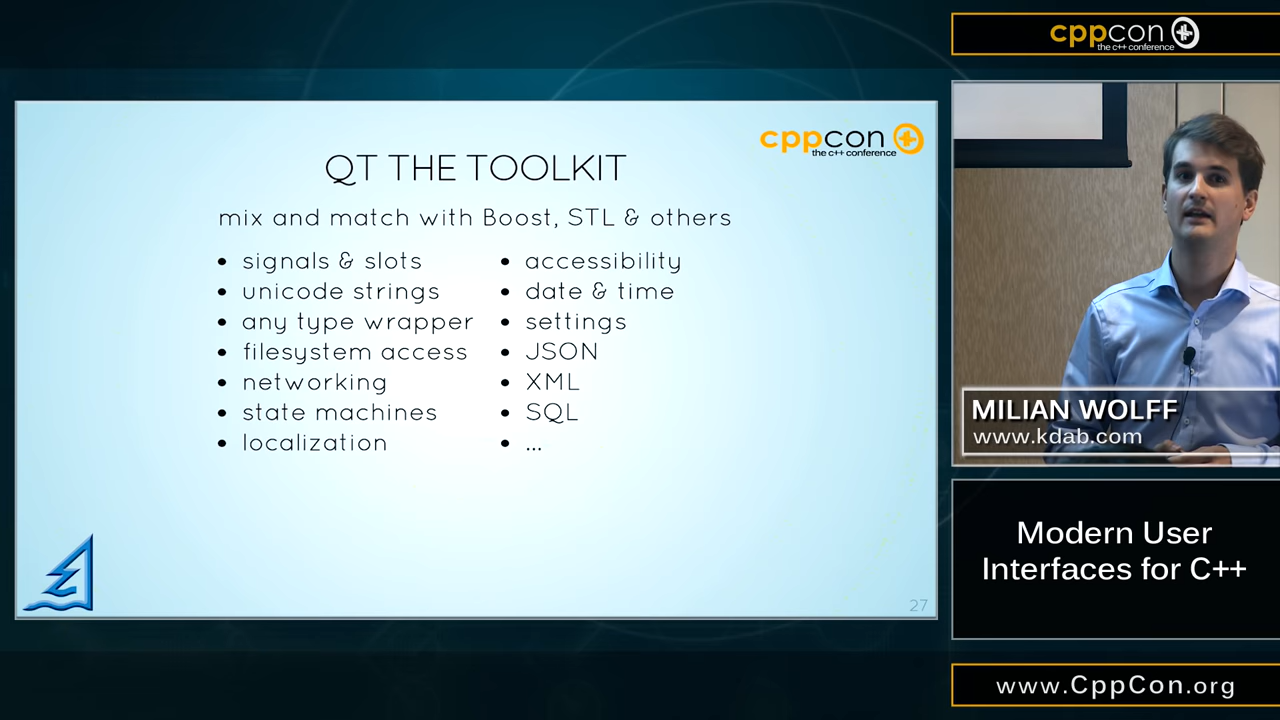 cppcon
the c++ conference
QT THE TOOLKIT
mix and match with Boost, STL & others
• signals & slots
• unicode strings
• any type wrapper
• filesystem access
• networking
• state machines
• localization
• accessibility
• date & time
• settings
• JSON
• XML
• SQL
• ...
27
cppcon
the c++ conference
MILIAN WOLFF
www.kdab.com
Modern User
Interfaces for C++
www.CppCon.org